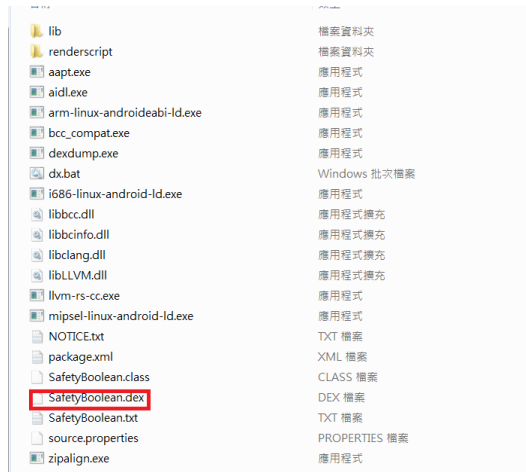 lib 檔案資料夾
renderscript 檔案資料夾
aapt.exe 應用程式
aidl.exe 應用程式
arm-linux-androideabi-ld.exe 應用程式
bcc_compat.exe 應用程式
dexdump.exe 應用程式
dx.bat Windows 批次檔案
i686-linux-android-ld.exe 應用程式
libbcc.dll 應用程式擴充
libbcinfo.dll 應用程式擴充
libclang.dll 應用程式擴充
libLLVM.dll 應用程式擴充
llvm-rs-cc.exe 應用程式
mipsel-linux-android-ld.exe 應用程式
NOTICE.txt TXT 檔案
package.xml XML 檔案
SafetyBoolean.class CLASS 檔案
SafetyBoolean.dex DEX 檔案
SafetyBoolean.txt TXT 檔案
source.properties PROPERTIES 檔案
zipalign.exe 應用程式